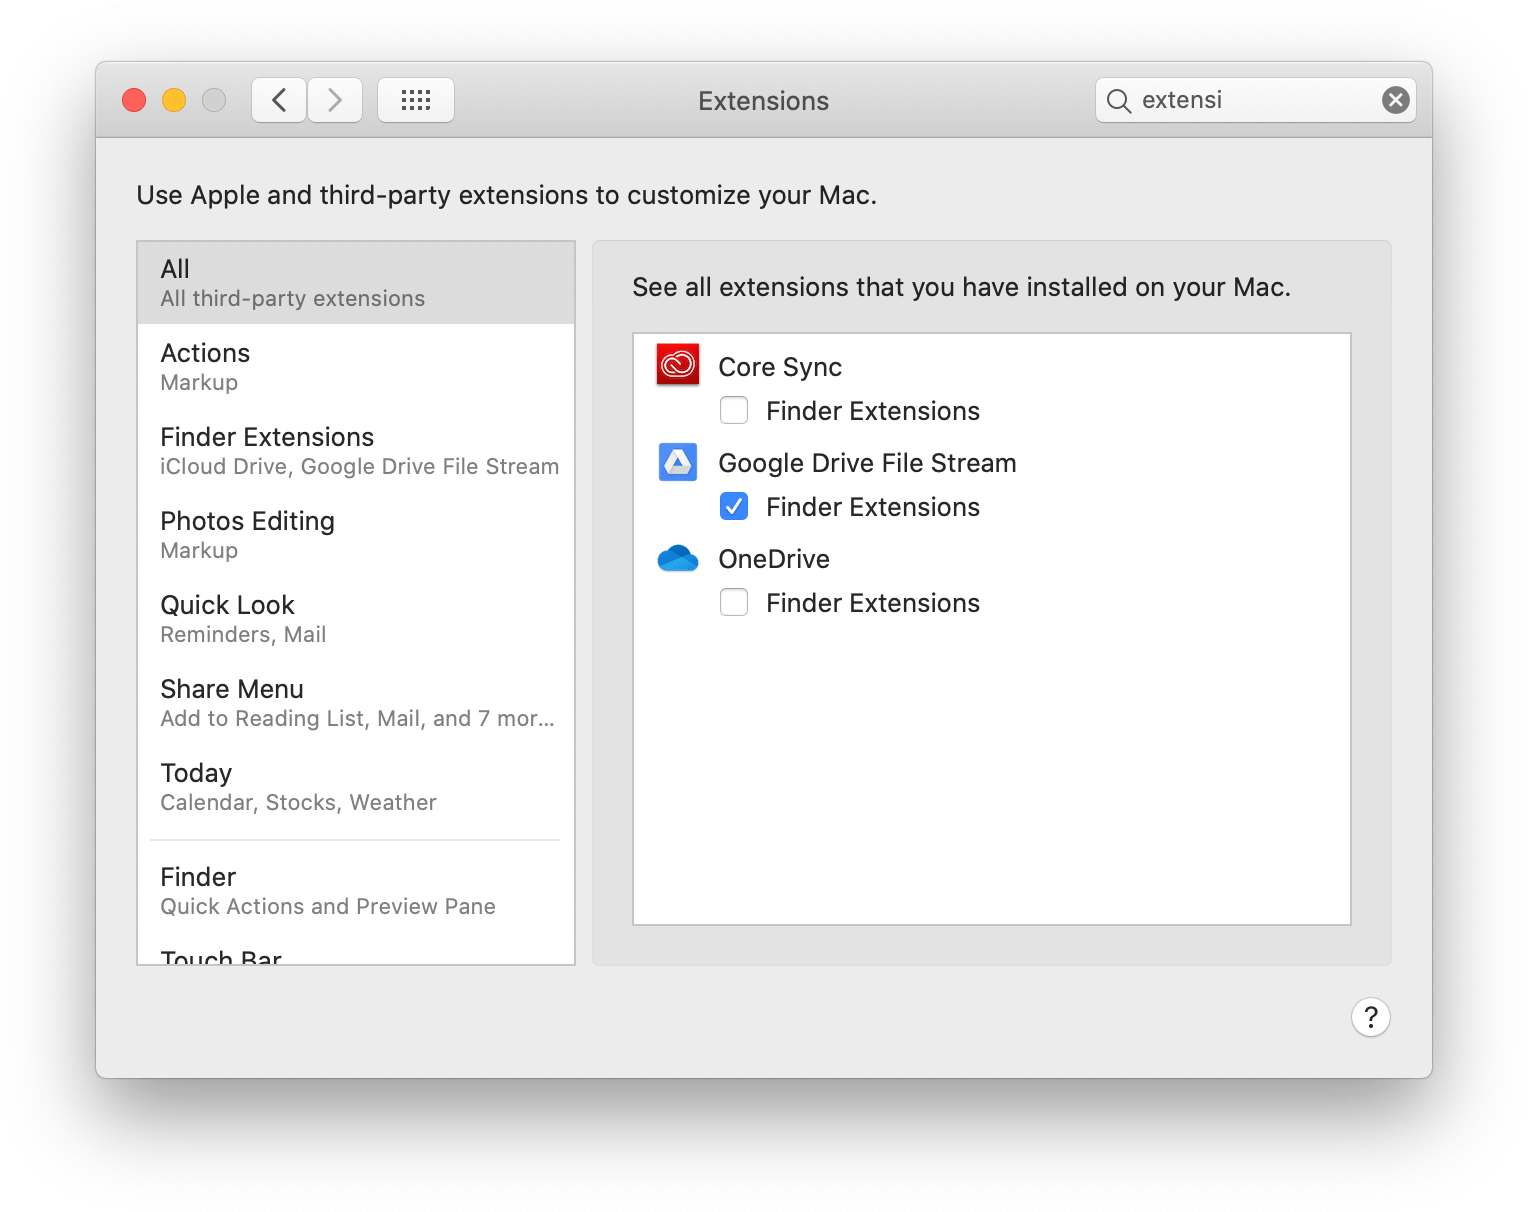 Extensions
extensi
Use Apple and third-party extensions to customize your Mac.
All
All third-party extensions
Actions
Markup
Finder Extensions
iCloud Drive, Google Drive File Stream
Photos Editing
Markup
Quick Look
Reminders, Mail
Share Menu
Add to Reading List, Mail, and 7 mor...
Today
Calendar, Stocks, Weather
Finder
Quick Actions and Preview Pane
Touch Bar
See all extensions that you have installed on your Mac.
Core Sync
Finder Extensions
Google Drive File Stream
Finder Extensions
OneDrive
Finder Extensions
?